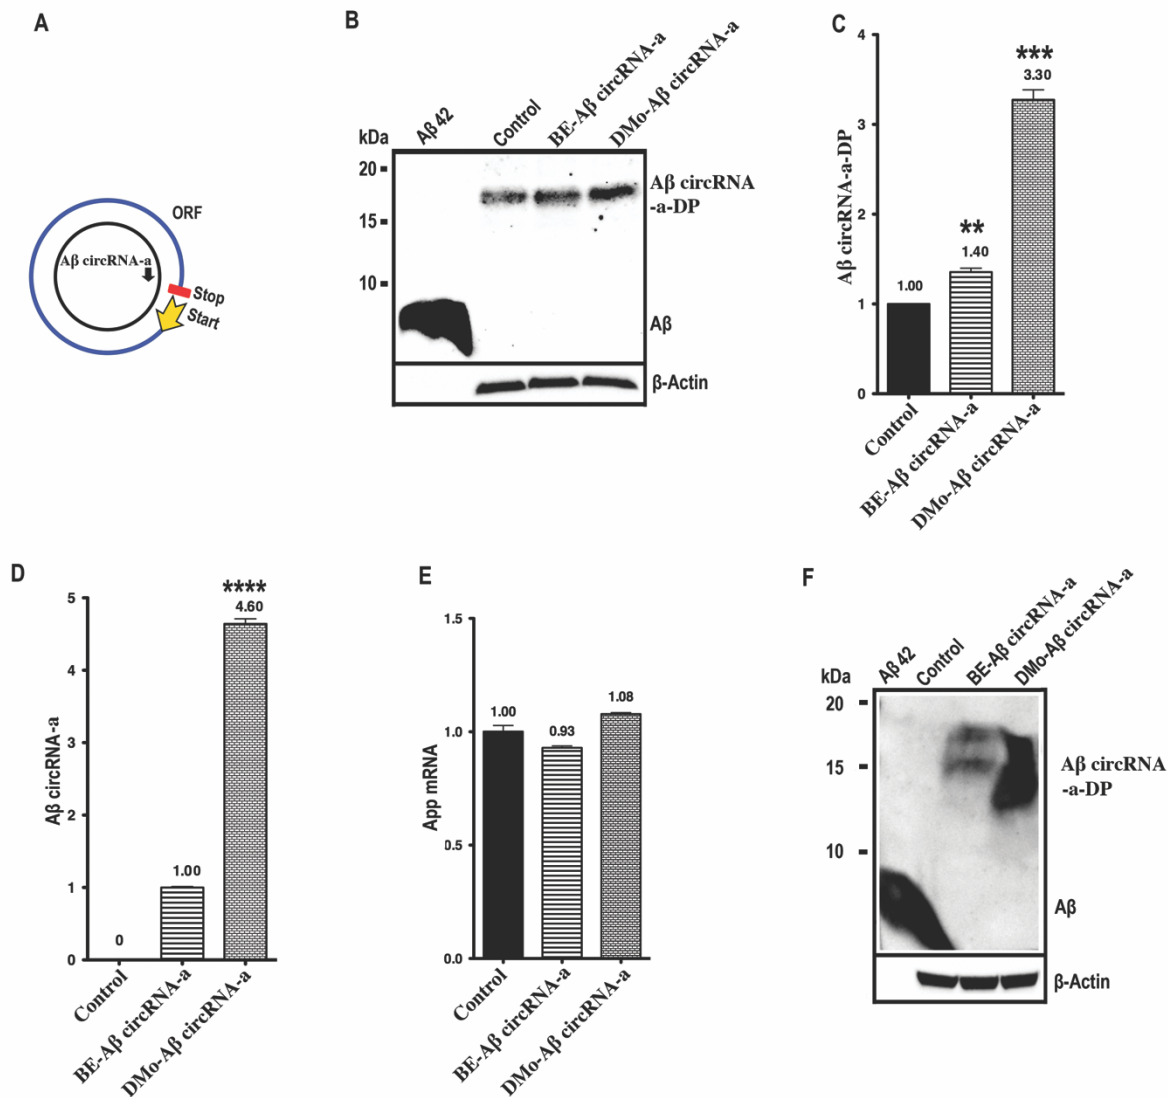 A
Aβ circRNA-a
ORF
Stop
Start
B
kDa
Aβ 42
Control
BE-Aβ circRNA-a
DMo-Aβ circRNA-a
20
15
10
Aβ circRNA
-a-DP
Aβ
β-Actin
C
Aβ circRNA-a-DP
4
3
2
1
0
1.00
**
1.40
***
3.30
Control
BE-Aβ circRNA-a
DMo-Aβ circRNA-a
D
Aβ circRNA-a
5
4
3
2
1
0
0
1.00
****
4.60
Control
BE-Aβ circRNA-a
DMo-Aβ circRNA-a
E
App mRNA
1.5
1.0
0.5
0.0
1.00
0.93
1.08
Control
BE-Aβ circRNA-a
DMo-Aβ circRNA-a
F
kDa
Aβ 42
Control
BE-Aβ circRNA-a
DMo-Aβ circRNA-a
20
15
10
Aβ circRNA
-a-DP
Aβ
β-Actin